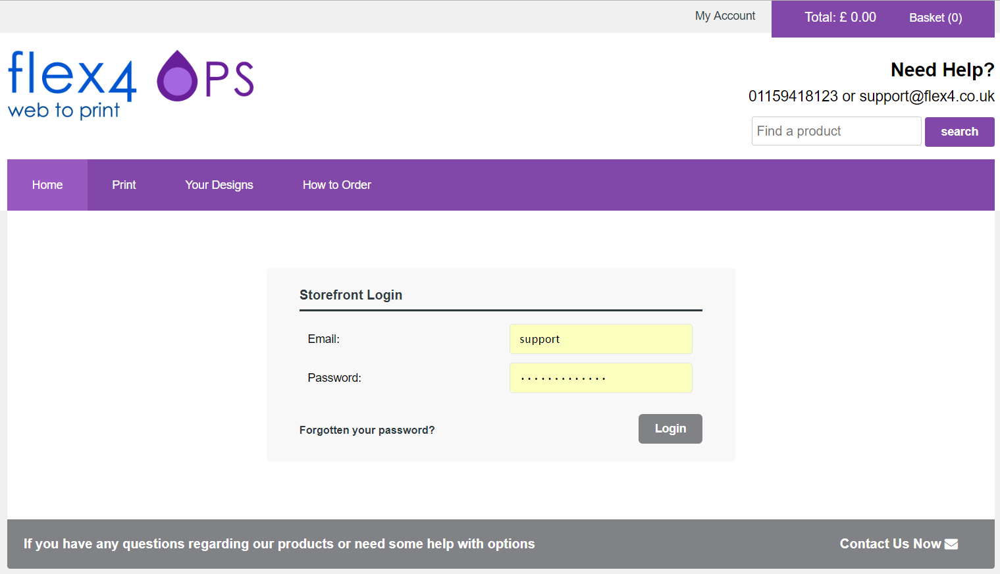 My Account
Total: £ 0.00
Basket (0)
flex4 OPS
web to print
Need Help?
01159418123 or support@flex4.co.uk
Find a product
search
Home
Print
Your Designs
How to Order
Storefront Login
Email:
support
Password:
.............
Forgotten your password?
Login
If you have any questions regarding our products or need some help with options
Contact Us Now